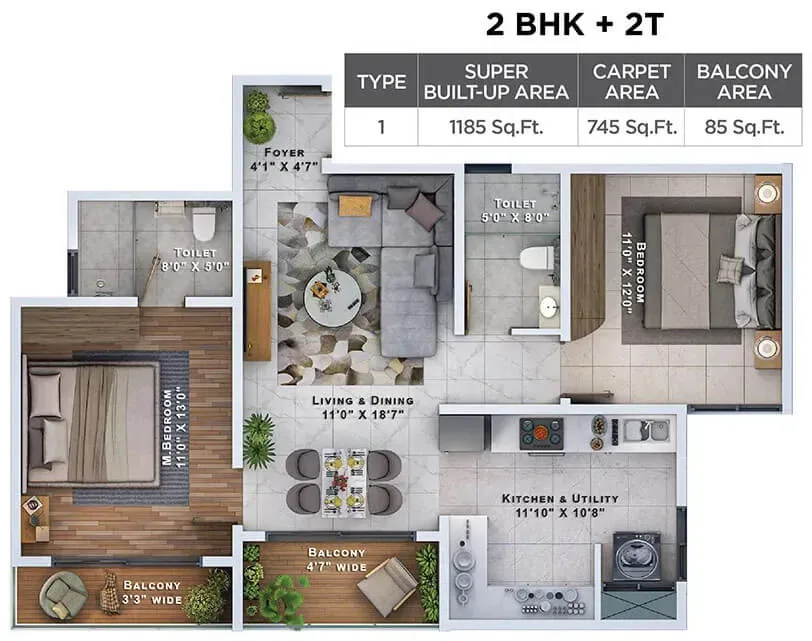 2 BHK + 2T
TYPE SUPER BUILT-UP AREA CARPET AREA BALCONY AREA
1 1185 Sq.Ft. 745 Sq.Ft. 85 Sq.Ft.
FOYER
4'1" X 4'7"
TOILET
8'0" X 5'0"
TOILET
5'0" X 8'0"
BEDROOM
11'0" X 12'0"
M.BEDROOM
11'0" X 13'0"
LIVING & DINING
11'0" X 18'7"
KITCHEN & UTILITY
11'10" X 10'8"
BALCONY
3'3" WIDE
BALCONY
4'7" WIDE